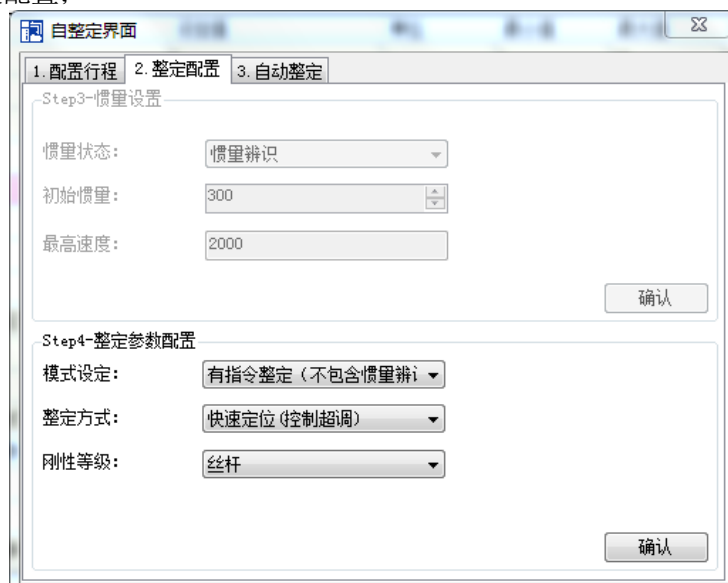 自整定界面
1.配置行程 2.整定配置 3.自动整定
Step3-惯量设置
惯量状态： 惯量辨识
初始惯量： 300
最高速度： 2000
确认
Step4-整定参数配置
模式设定： 有指令整定（不包含惯量辨
整定方式： 快速定位(控制超调)
刚性等级： 丝杆
确认